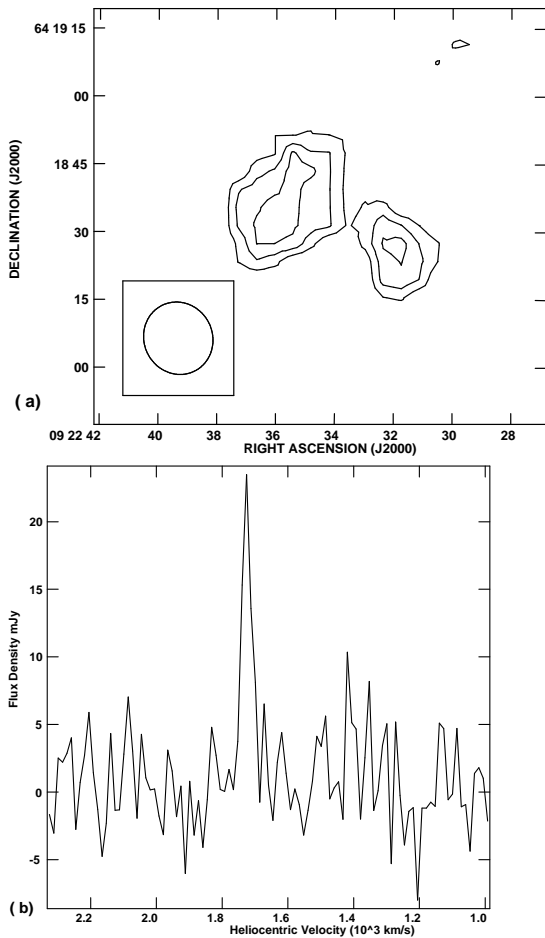 64 19 15
00
18 45
30
15
00
DECLINATION (J2000)
( a)
09 22 42 40 38 36 34 32 30 28
RIGHT ASCENSION (J2000)
20
15
10
5
0
-5
Flux Density mJy
( b)
2.2 2.0 1.8 1.6 1.4 1.2 1.0
Heliocentric Velocity (10^3 km/s)